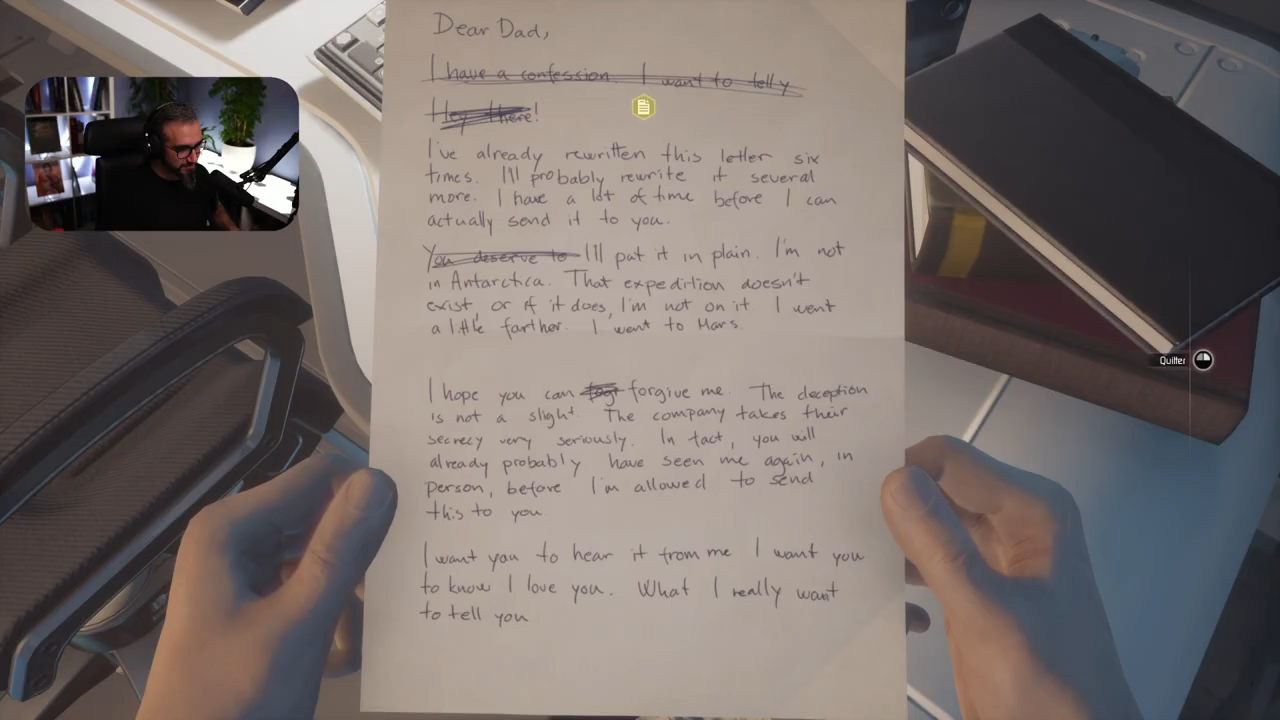 Dear Dad,
I have a confession. I want to telly
Hey there!
I've already rewritten this letter six
times. I'll probably rewrite it several
more. I have a lot of time before I can
actually send it to you.
You deserve to I'll put it in plain. I'm not
in Antarctica. That expedition doesn't
exist, or if it does, I'm not on it. I went
a little farther. I went to Mars.
I hope you can forgive me. The deception
is not a slight. The company takes their
secrecy very seriously. In fact, you will
already probably have seen me again, in
person, before I'm allowed to send
this to you
Quitter
I want you to hear it from me. I want you
to know I love you. What I really want
to tell you